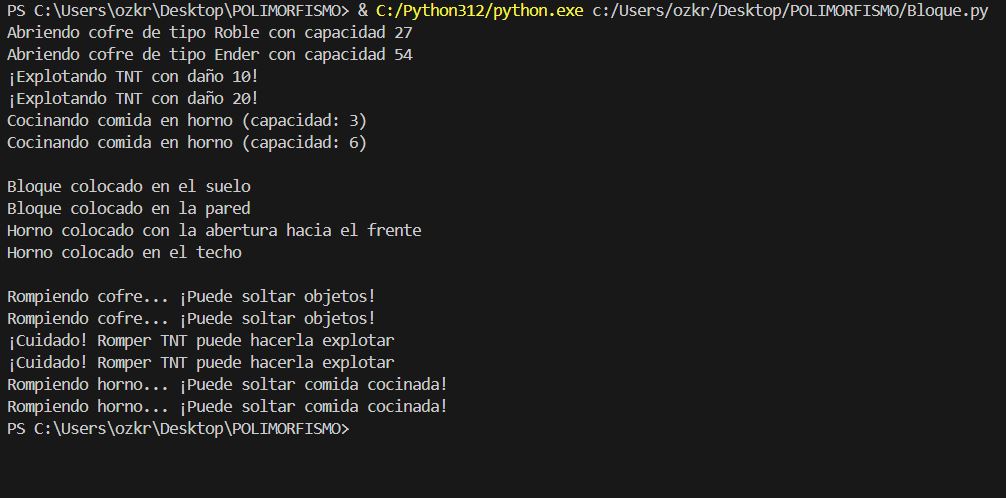 PS C:\Users\ozkr\Desktop\POLIMORFISMO> & C:/Python312/python.exe c:/Users/ozkr/Desktop/POLIMORFISMO/Bloque.py
Abriendo cofre de tipo Roble con capacidad 27
Abriendo cofre de tipo Ender con capacidad 54
¡Explotando TNT con daño 10!
¡Explotando TNT con daño 20!
Cocinando comida en horno (capacidad: 3)
Cocinando comida en horno (capacidad: 6)

Bloque colocado en el suelo
Bloque colocado en la pared
Horno colocado con la abertura hacia el frente
Horno colocado en el techo

Rompiendo cofre... ¡Puede soltar objetos!
Rompiendo cofre... ¡Puede soltar objetos!
¡Cuidado! Romper TNT puede hacerla explotar
¡Cuidado! Romper TNT puede hacerla explotar
Rompiendo horno... ¡Puede soltar comida cocinada!
Rompiendo horno... ¡Puede soltar comida cocinada!
PS C:\Users\ozkr\Desktop\POLIMORFISMO>